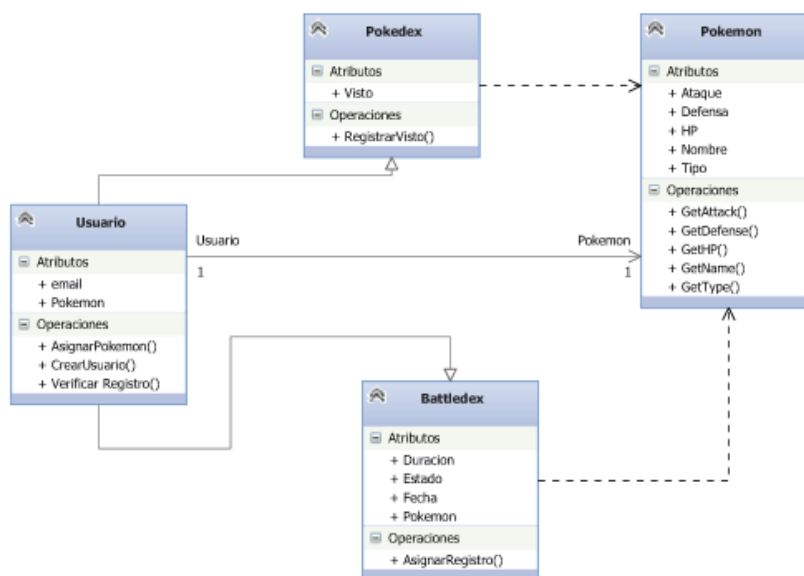 Pokedex
Atributos
+ Visto
Operaciones
+ RegistrarVisto()
Pokemon
Atributos
+ Ataque
+ Defensa
+ HP
+ Nombre
+ Tipo
Operaciones
+ GetAttack()
+ GetDefense()
+ GetHP()
+ GetName()
+ GetType()
Usuario
Atributos
+ email
+ Pokemon
Operaciones
+ AsignarPokemon()
+ CrearUsuario()
+ Verificar Registro()
Usuario
1
Pokemon
1
Battledex
Atributos
+ Duracion
+ Estado
+ Fecha
+ Pokemon
Operaciones
+ AsignarRegistro()